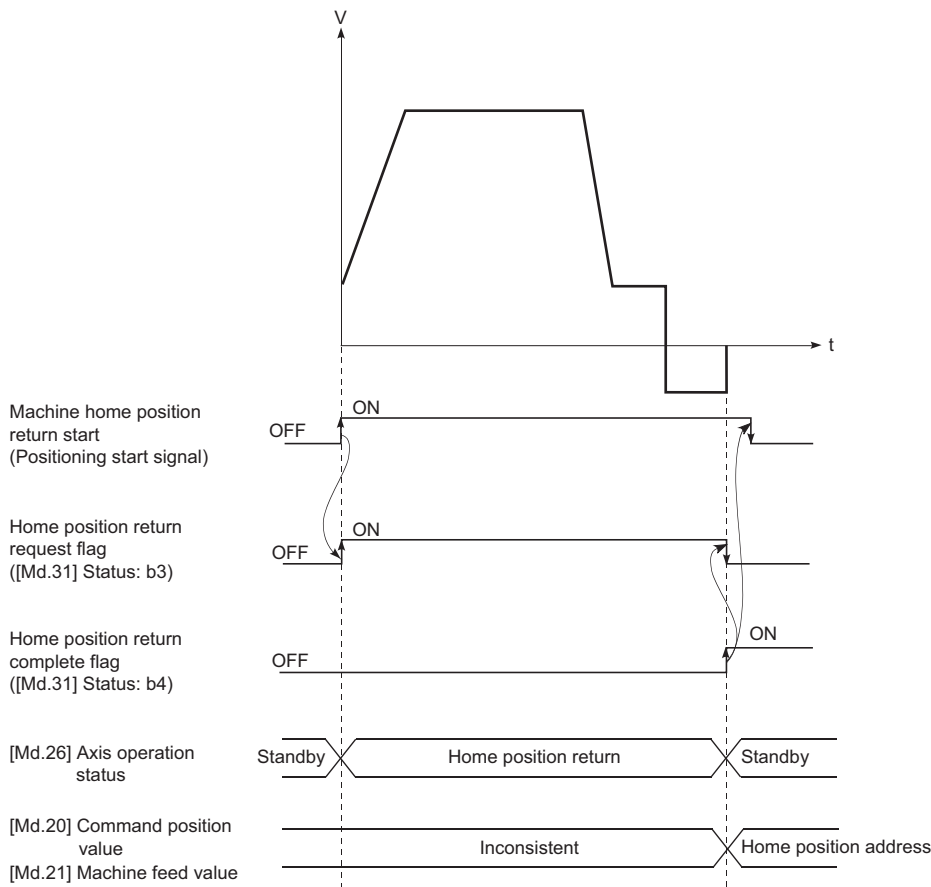 V
t
Machine home position
return start
(Positioning start signal)
OFF
ON
Home position return
request flag
([Md.31] Status: b3)
OFF
ON
Home position return
complete flag
([Md.31] Status: b4)
OFF
ON
[Md.26] Axis operation
status
Standby
Home position return
Standby
[Md.20] Command position
value
[Md.21] Machine feed value
Inconsistent
Home position address